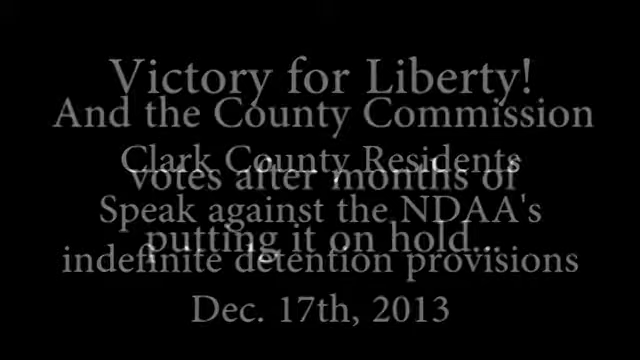 Victory for Liberty!
And the County Commission
Clark County Residents
votes after months of
Speak against the NDAA's
putting it on hold...
indefinite detention provisions
Dec. 17th, 2013